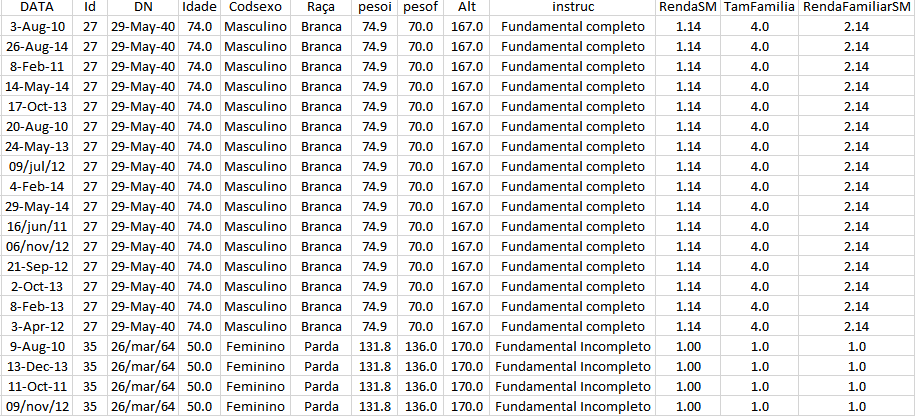 DATA Id DN Idade Codsexo Raça pesoi pesof Alt instruc RendaSM TamFamilia RendaFamiliarSM
3-Aug-10 27 29-May-40 74.0 Masculino Branca 74.9 70.0 167.0 Fundamental completo 1.14 4.0 2.14
26-Aug-14 27 29-May-40 74.0 Masculino Branca 74.9 70.0 167.0 Fundamental completo 1.14 4.0 2.14
8-Feb-11 27 29-May-40 74.0 Masculino Branca 74.9 70.0 167.0 Fundamental completo 1.14 4.0 2.14
14-May-14 27 29-May-40 74.0 Masculino Branca 74.9 70.0 167.0 Fundamental completo 1.14 4.0 2.14
17-Oct-13 27 29-May-40 74.0 Masculino Branca 74.9 70.0 167.0 Fundamental completo 1.14 4.0 2.14
20-Aug-10 27 29-May-40 74.0 Masculino Branca 74.9 70.0 167.0 Fundamental completo 1.14 4.0 2.14
24-May-13 27 29-May-40 74.0 Masculino Branca 74.9 70.0 167.0 Fundamental completo 1.14 4.0 2.14
09/jul/12 27 29-May-40 74.0 Masculino Branca 74.9 70.0 167.0 Fundamental completo 1.14 4.0 2.14
4-Feb-14 27 29-May-40 74.0 Masculino Branca 74.9 70.0 167.0 Fundamental completo 1.14 4.0 2.14
29-May-14 27 29-May-40 74.0 Masculino Branca 74.9 70.0 167.0 Fundamental completo 1.14 4.0 2.14
16/jun/11 27 29-May-40 74.0 Masculino Branca 74.9 70.0 167.0 Fundamental completo 1.14 4.0 2.14
06/nov/12 27 29-May-40 74.0 Masculino Branca 74.9 70.0 167.0 Fundamental completo 1.14 4.0 2.14
21-Sep-12 27 29-May-40 74.0 Masculino Branca 74.9 70.0 167.0 Fundamental completo 1.14 4.0 2.14
2-Oct-13 27 29-May-40 74.0 Masculino Branca 74.9 70.0 167.0 Fundamental completo 1.14 4.0 2.14
8-Feb-13 27 29-May-40 74.0 Masculino Branca 74.9 70.0 167.0 Fundamental completo 1.14 4.0 2.14
3-Apr-12 27 29-May-40 74.0 Masculino Branca 74.9 70.0 167.0 Fundamental completo 1.14 4.0 2.14
9-Aug-10 35 26/mar/64 50.0 Feminino Parda 131.8 136.0 170.0 Fundamental Incompleto 1.00 1.0 1.0
13-Dec-13 35 26/mar/64 50.0 Feminino Parda 131.8 136.0 170.0 Fundamental Incompleto 1.00 1.0 1.0
11-Oct-11 35 26/mar/64 50.0 Feminino Parda 131.8 136.0 170.0 Fundamental Incompleto 1.00 1.0 1.0
09/nov/12 35 26/mar/64 50.0 Feminino Parda 131.8 136.0 170.0 Fundamental Incompleto 1.00 1.0 1.0